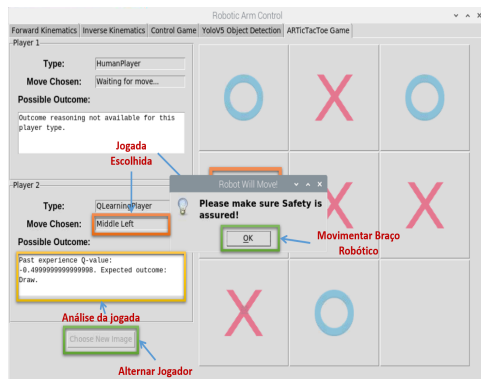 Robotic Arm Control
Forward Kinematics Inverse Kinematics Control Game YoloV5 Object Detection ARTicTacToe Game
Player 1
Type: HumanPlayer
Move Chosen: Waiting for move...
Possible Outcome:
Outcome reasoning not available for this
player type.
Jogada
Escolhida
Player 2
Type: QLearningPlayer
Move Chosen: Middle Left
Possible Outcome:
Past experience Q-value:
-0.4999999999999998. Expected outcome:
Draw.
Análise da jogada
Choose New Image
Alternar Jogador
Robot Will Move!
Please make sure Safety is
assured!
OK
Movimentar Braço
Robótico
O X O
X X
X O